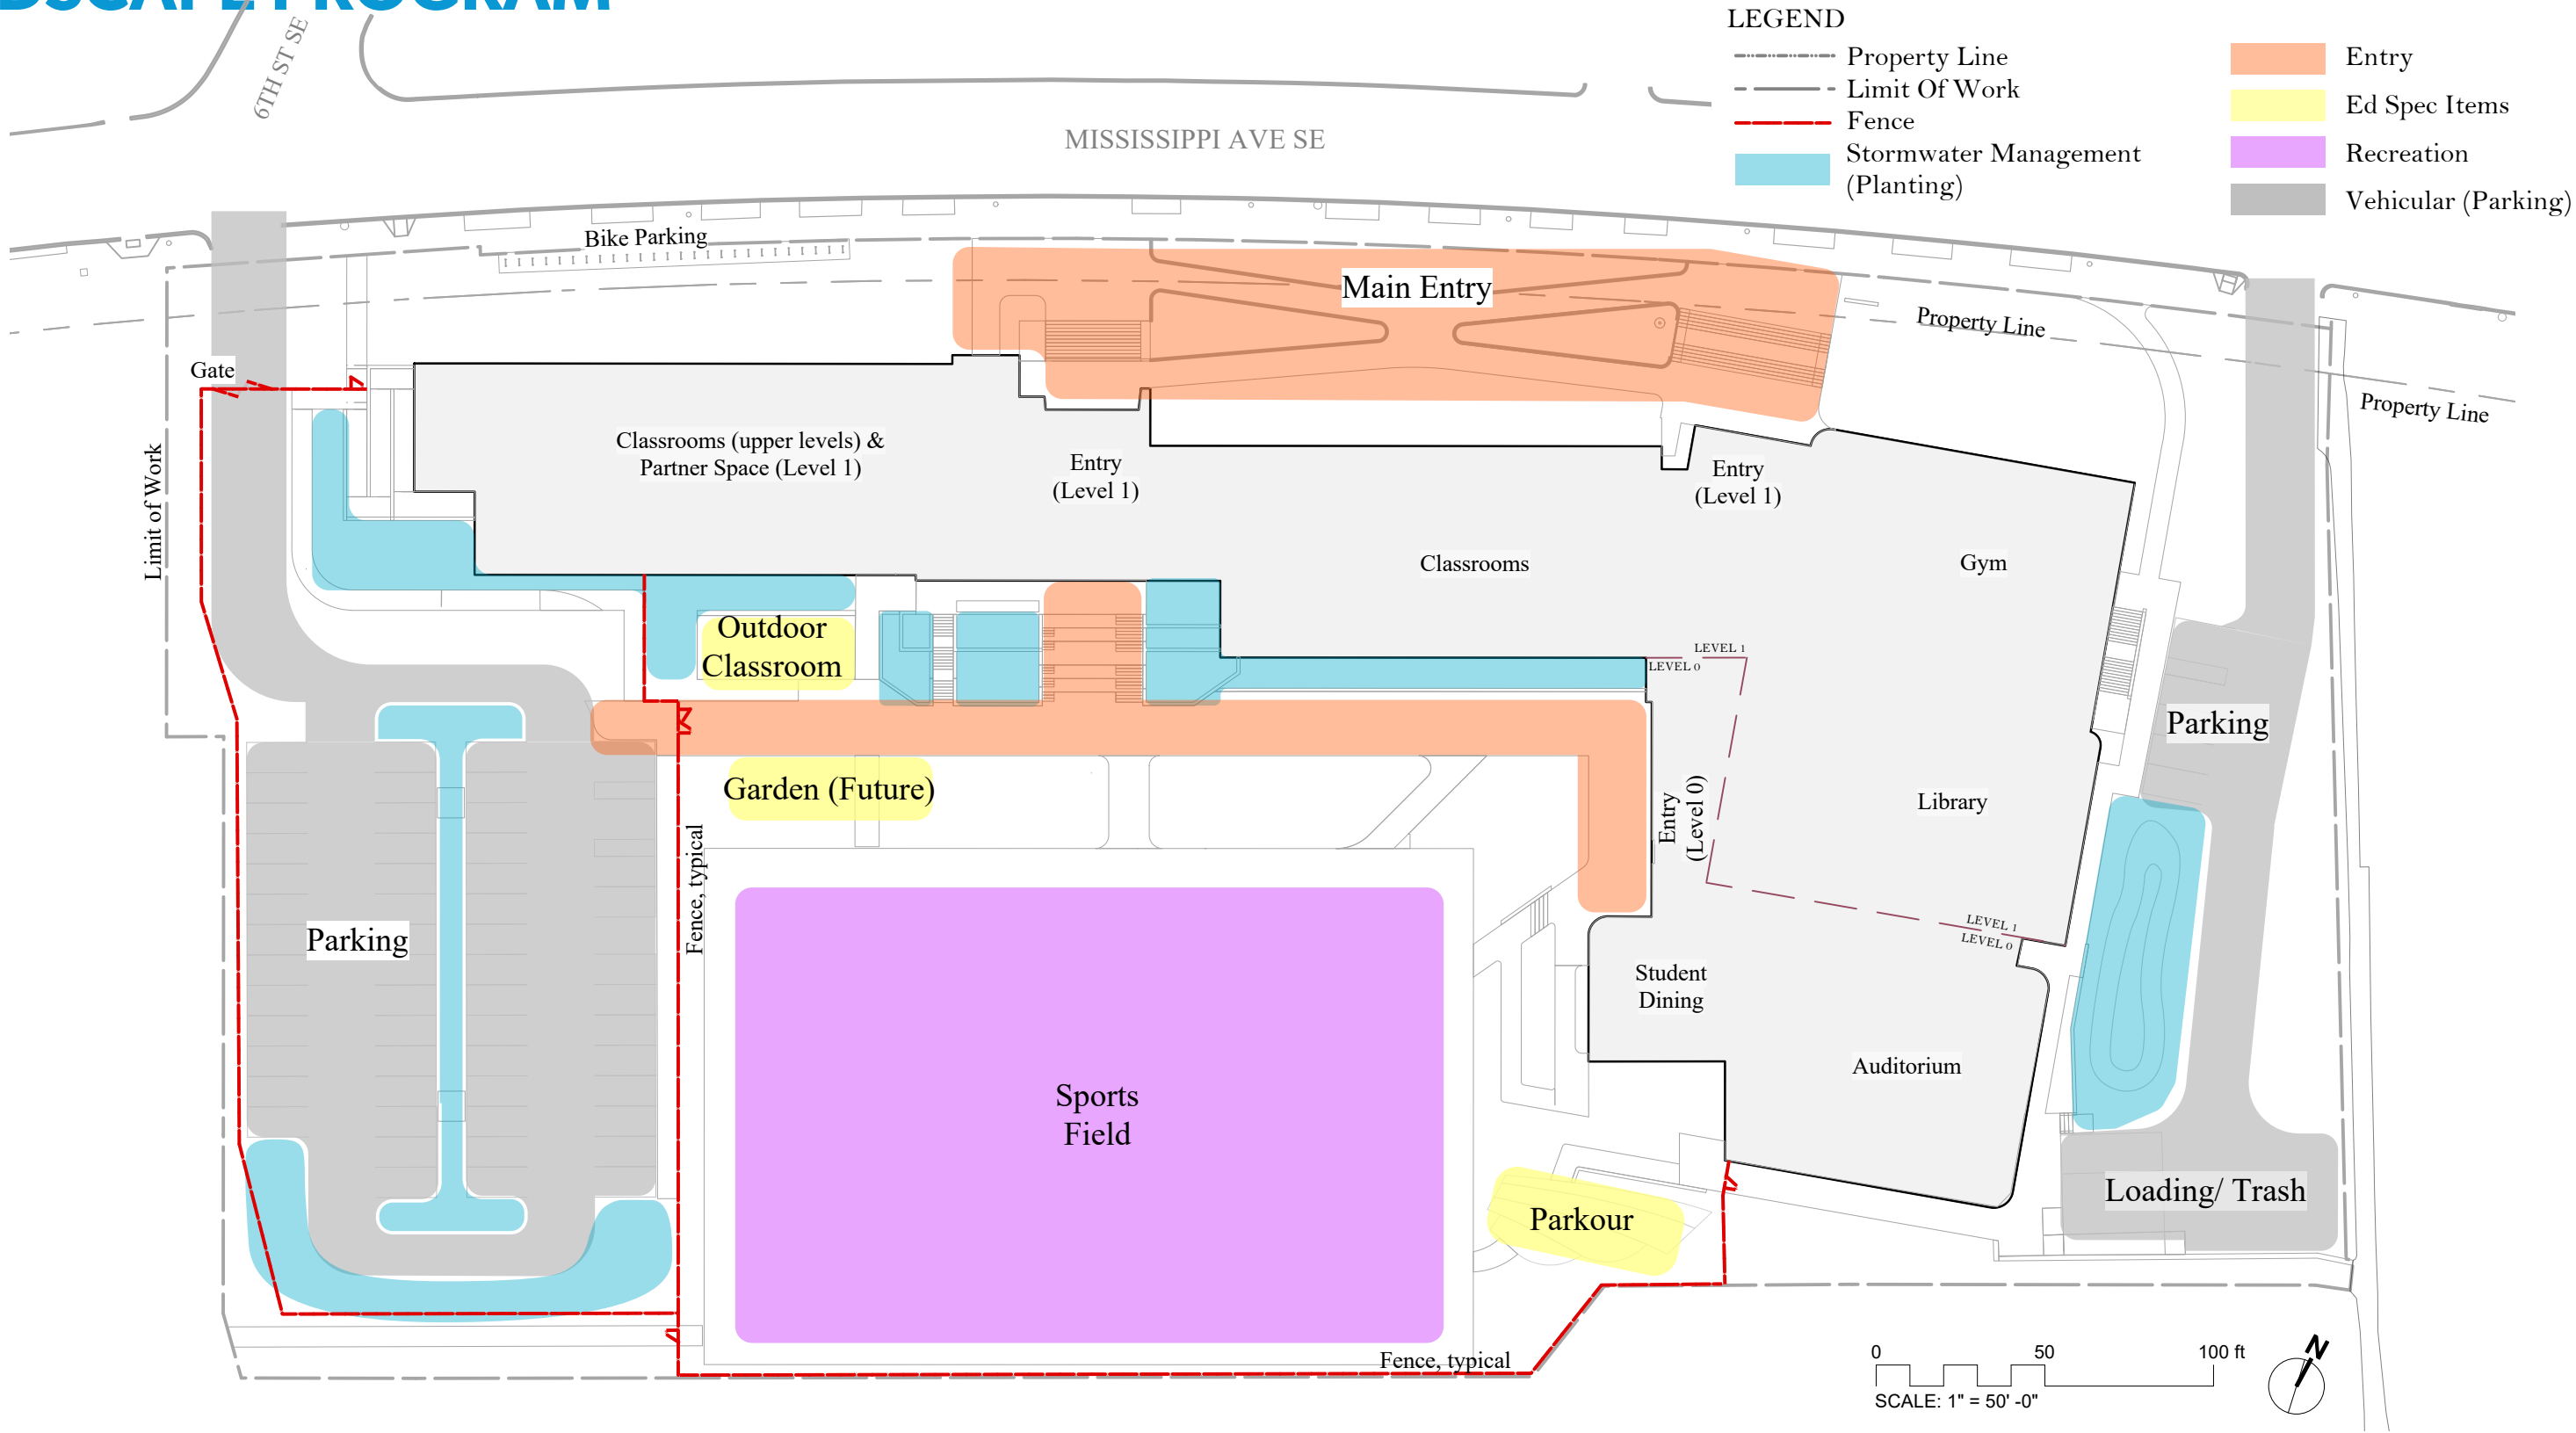 DSCAPE PROGRAM
LEGEND
Property Line
Limit Of Work
Fence
Stormwater Management
(Planting)
Entry
Ed Spec Items
Recreation
Vehicular (Parking)
6TH ST SE
MISSISSIPPI AVE SE
Bike Parking
Main Entry
Property Line
Property Line
Gate
Limit of Work
Classrooms (upper levels) &
Partner Space (Level 1)
Entry
(Level 1)
Entry
(Level 1)
Classrooms
Gym
Outdoor
Classroom
LEVEL 1
LEVEL 0
Parking
Garden (Future)
Entry
(Level 0)
Library
Fence, typical
Parking
LEVEL 1
LEVEL 0
Student
Dining
Auditorium
Sports
Field
Parkour
Loading/ Trash
Fence, typical
0 50 100 ft
SCALE: 1" = 50' -0"
N